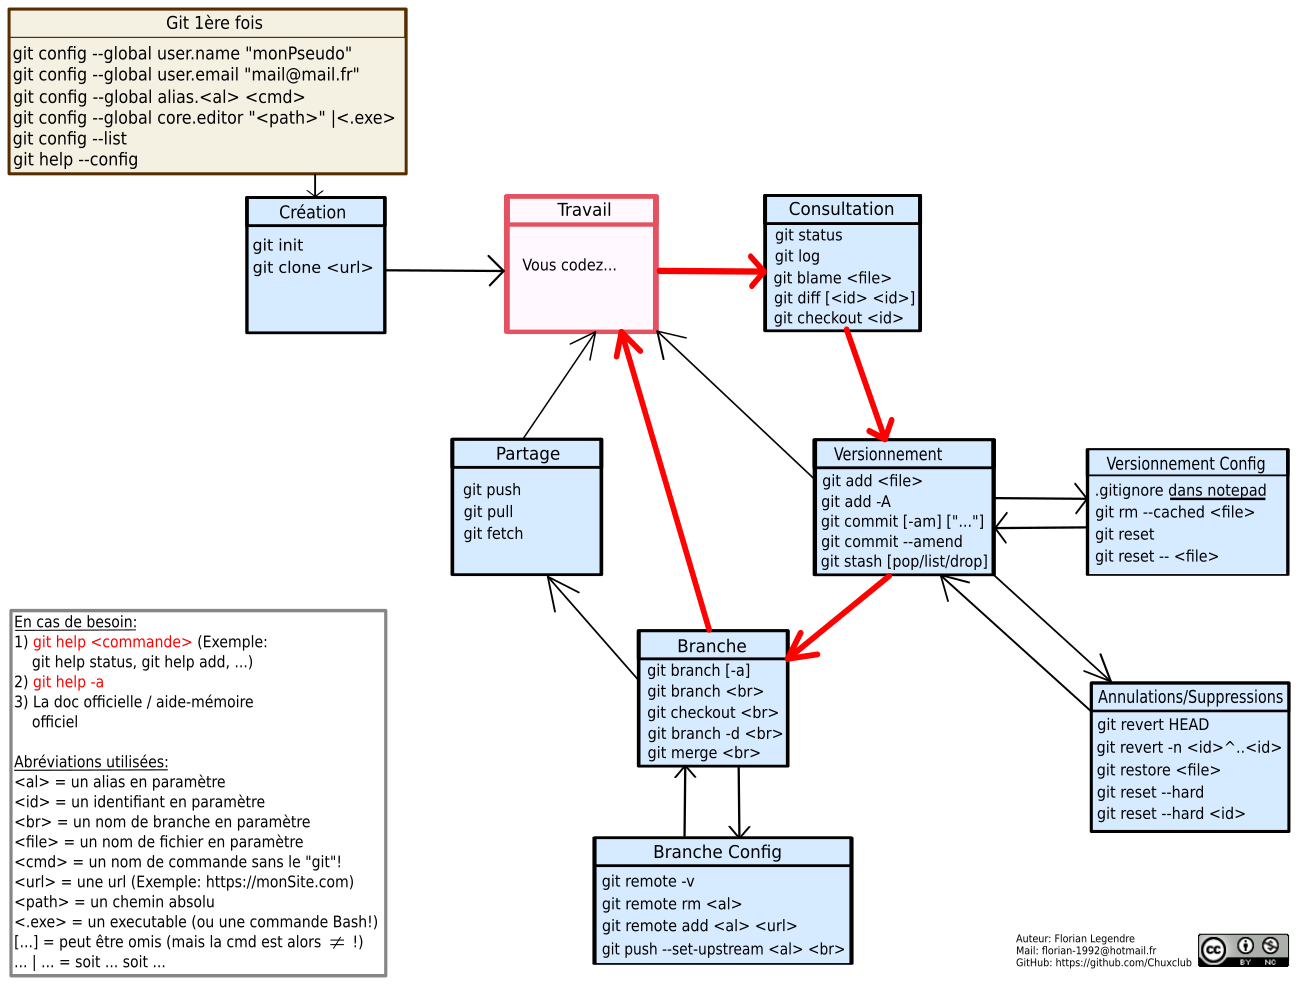 Git 1ère fois
git config --global user.name "monPseudo"
git config --global user.email "mail@mail.fr"
git config --global alias.<al> <cmd>
git config --global core.editor "<path>" |<.exe>
git config --list
git help --config
Création
git init
git clone <url>
Travail
Vous codez...
Consultation
git status
git log
git blame <file>
git diff [<id> <id>]
git checkout <id>
Partage
git push
git pull
git fetch
Versionnement
git add <file>
git add -A
git commit [-am] ["..."]
git commit --amend
git stash [pop/list/drop]
Versionnement Config
.gitignore dans notepad
git rm --cached <file>
git reset
git reset -- <file>
Branche
git branch [-a]
git branch <br>
git checkout <br>
git branch -d <br>
git merge <br>
Annulations/Suppressions
git revert HEAD
git revert -n <id>^..<id>
git restore <file>
git reset --hard
git reset --hard <id>
Branche Config
git remote -v
git remote rm <al>
git remote add <al> <url>
git push --set-upstream <al> <br>
En cas de besoin:
1) git help <commande> (Exemple:
git help status, git help add, ...)
2) git help -a
3) La doc officielle / aide-mémoire
officiel
Abréviations utilisées:
<al> = un alias en paramètre
<id> = un identifiant en paramètre
<br> = un nom de branche en paramètre
<file> = un nom de fichier en paramètre
<cmd> = un nom de commande sans le "git"!
<url> = une url (Exemple: https://monSite.com)
<path> = un chemin absolu
<.exe> = un executable (ou une commande Bash!)
[...] = peut être omis (mais la cmd est alors ≠ !)
... | ... = soit ... soit ...
Auteur: Florian Legendre
Mail: florian-1992@hotmail.fr
GitHub: https://github.com/Chuxclub
cc
BY NC